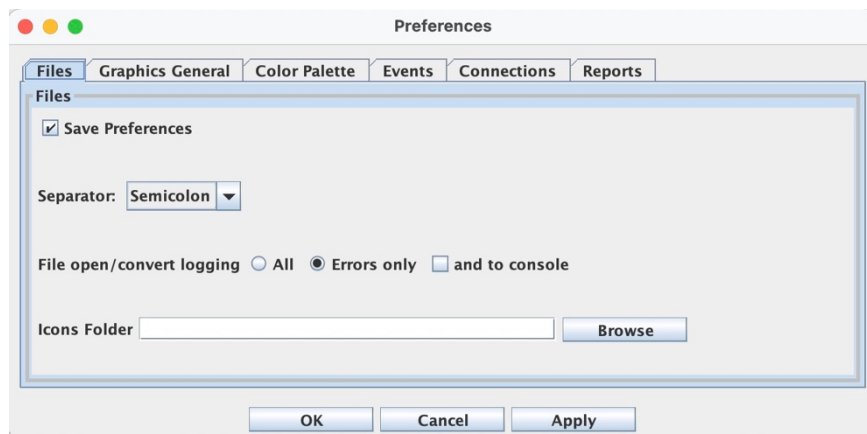 Preferences
Files Graphics General Color Palette Events Connections Reports
Files
Save Preferences
Separator: Semicolon
File open/convert logging All Errors only and to console
Icons Folder Browse
OK Cancel Apply